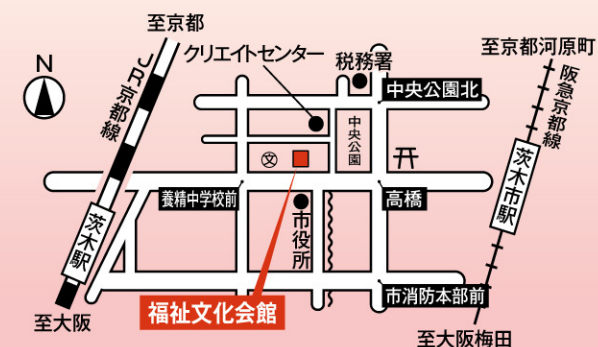 至京都
クリエイトセンター
税務署
至京都河原町
N
JR京都線
中央公園北
阪急京都線
中央公園
文
茨木市駅
養精中学校前
高橋
茨木駅
市役所
市消防本部前
福祉文化会館
至大阪
至大阪梅田